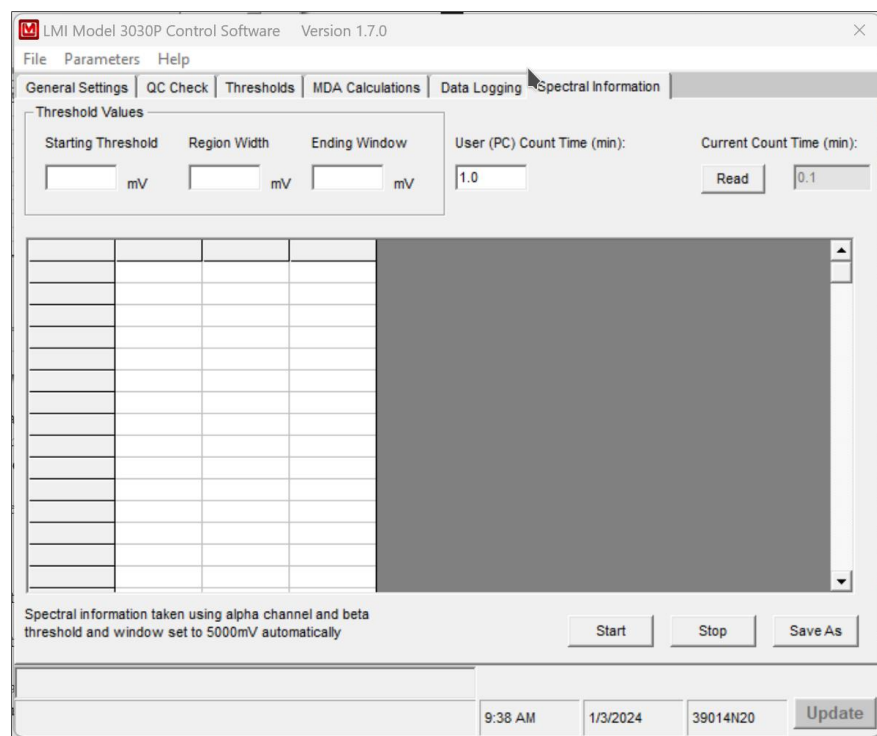 LMI Model 3030P Control Software Version 1.7.0
File Parameters Help
General Settings QC Check Thresholds MDA Calculations Data Logging Spectral Information
Threshold Values
Starting Threshold Region Width Ending Window User (PC) Count Time (min): Current Count Time (min):
mV mV mV 1.0 Read 0.1
Spectral information taken using alpha channel and beta
threshold and window set to 5000mV automatically
Start Stop Save As
9:38 AM 1/3/2024 39014N20 Update